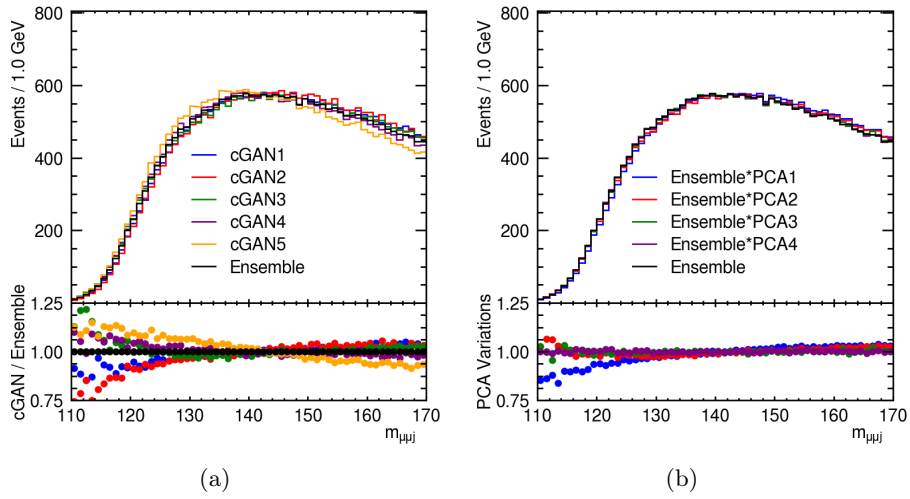 Events / 1.0 GeV
800
600
400
200
cGAN1
cGAN2
cGAN3
cGAN4
cGAN5
Ensemble
cGAN / Ensemble
1.25
1.00
0.75
110 120 130 140 150 160 170
mμμj
(a)
Events / 1.0 GeV
800
600
400
200
Ensemble*PCA1
Ensemble*PCA2
Ensemble*PCA3
Ensemble*PCA4
Ensemble
PCA Variations
1.25
1.00
0.75
110 120 130 140 150 160 170
mμμj
(b)